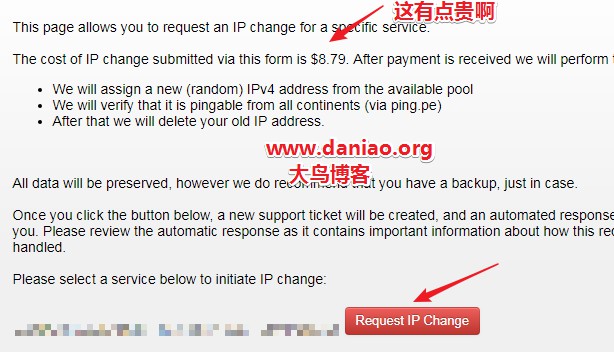 这有点贵啊
This page allows you to request an IP change for a specific service.
The cost of IP change submitted via this form is $8.79. After payment is received we will perform
We will assign a new (random) IPv4 address from the available pool
We will verify that it is pingable from all continents (via ping.pe)
After that we will delete your old IP address.
www.daniao.org
大鸟博客
All data will be preserved, however we do recommend that you have a backup, just in case.
Once you click the button below, a new support ticket will be created, and an automated response
you. Please review the automatic response as it contains important information about how this
handled.
Please select a service below to initiate IP change:
Request IP Change